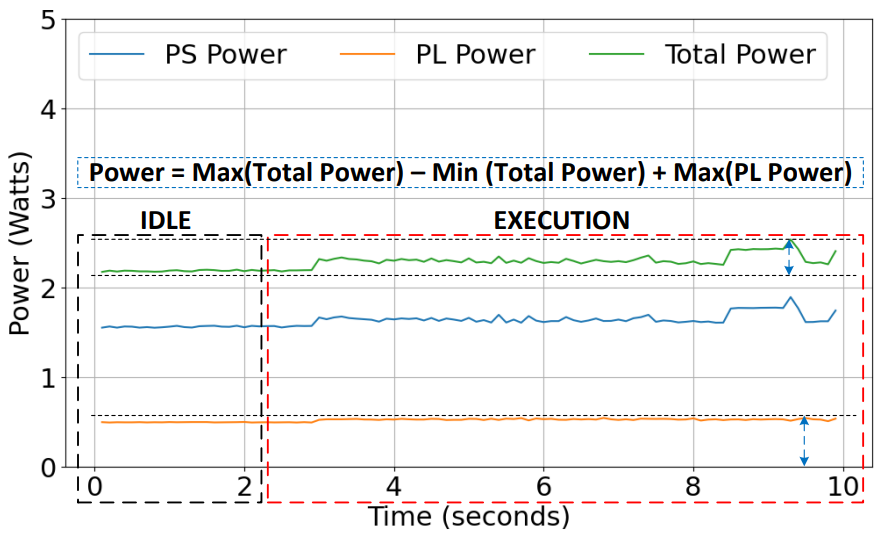 5
PS Power PL Power Total Power
4
Power = Max(Total Power) – Min (Total Power) + Max(PL Power)
3
IDLE EXECUTION
2
1
0
0 2 4 6 8 10
Time (seconds)
Power (Watts)